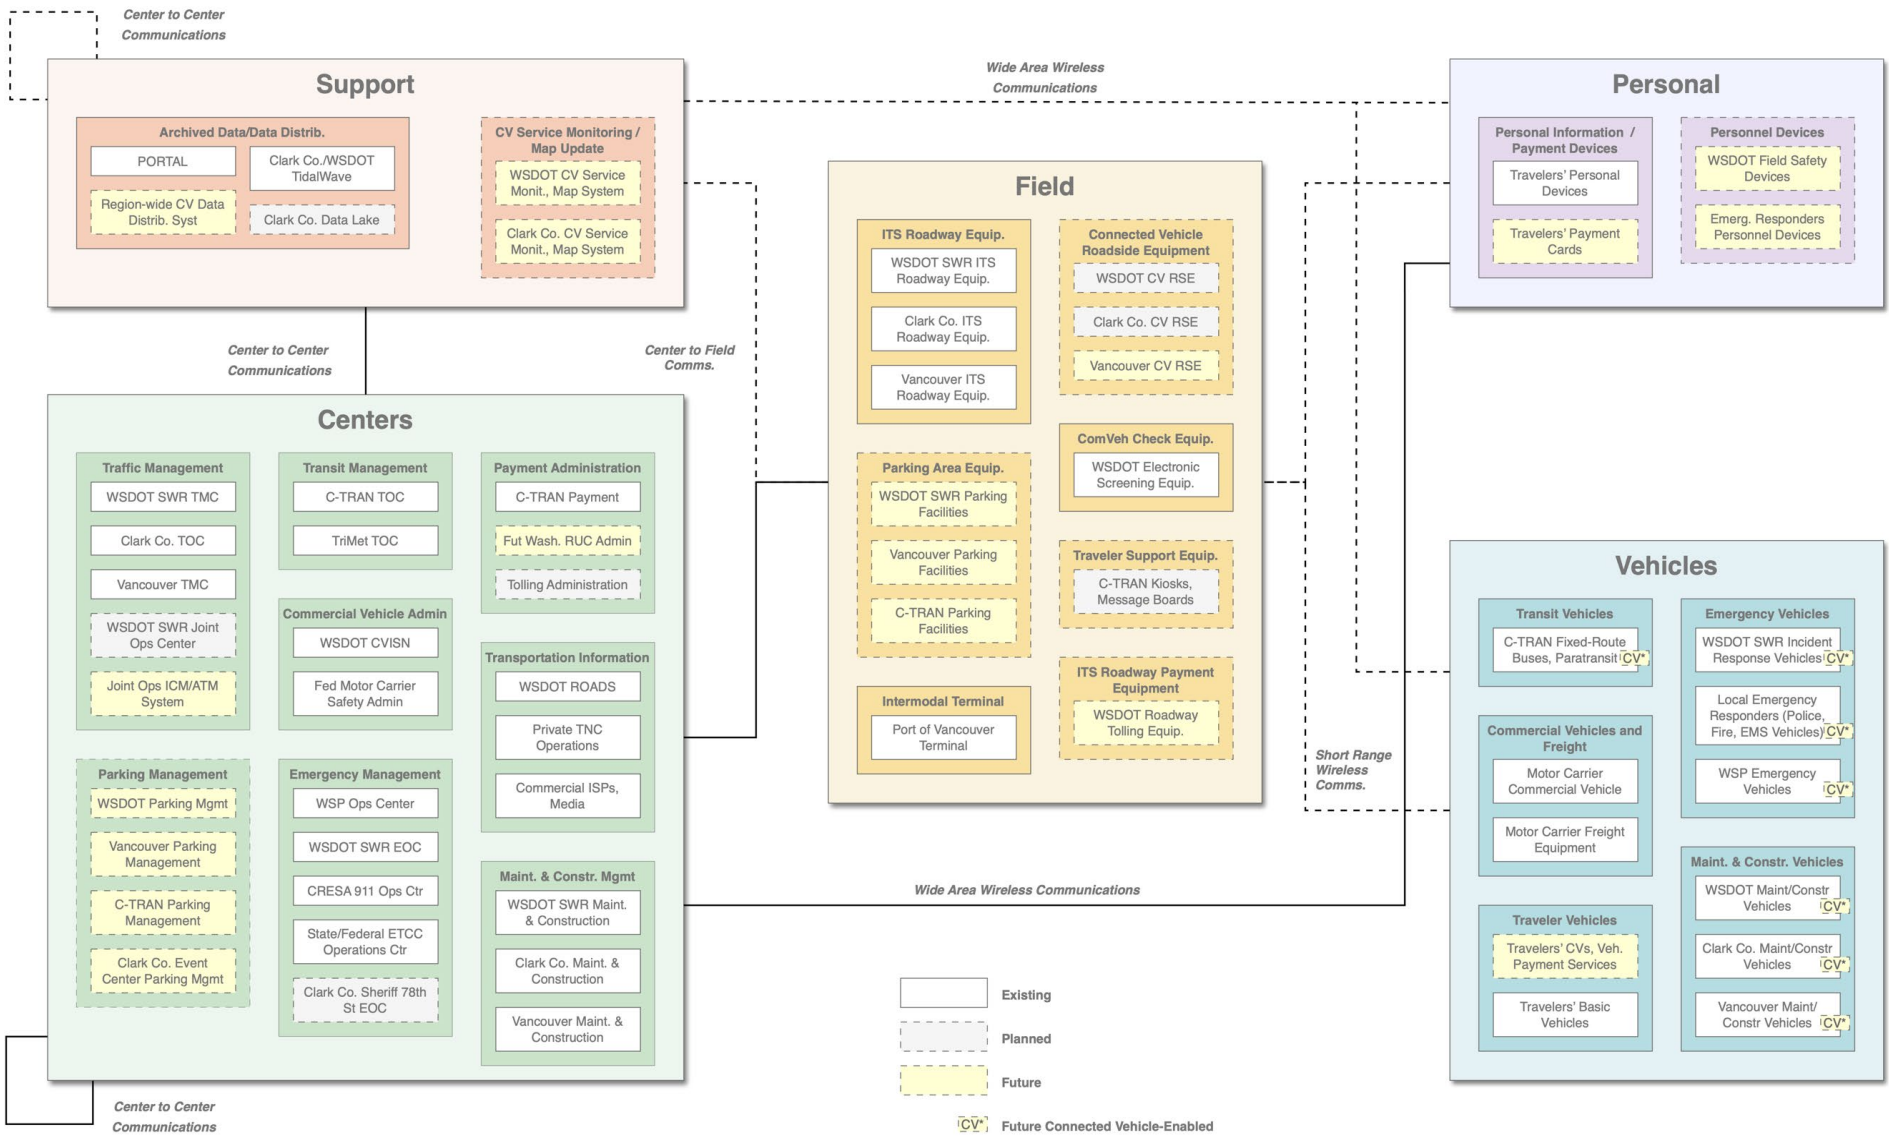 Center to Center
Communications
Support
Archived Data/Data Distrib.
PORTAL
Clark Co./WSDOT
TidalWave
Region-wide CV Data
Distrib. Syst
Clark Co. Data Lake
CV Service Monitoring /
Map Update
WSDOT CV Service
Monit., Map System
Clark Co. CV Service
Monit., Map System
Wide Area Wireless
Communications
Personal
Personal Information /
Payment Devices
Travelers' Personal
Devices
Travelers' Payment
Cards
Personnel Devices
WSDOT Field Safety
Devices
Emerg. Responders
Personnel Devices
Center to Center
Communications
Center to Field
Comms.
Field
ITS Roadway Equip.
WSDOT SWR ITS
Roadway Equip.
Clark Co. ITS
Roadway Equip.
Vancouver ITS
Roadway Equip.
Connected Vehicle
Roadside Equipment
WSDOT CV RSE
Clark Co. CV RSE
Vancouver CV RSE
Parking Area Equip.
WSDOT SWR Parking
Facilities
Vancouver Parking
Facilities
C-TRAN Parking
Facilities
ComVeh Check Equip.
WSDOT Electronic
Screening Equip.
Traveler Support Equip.
C-TRAN Kiosks,
Message Boards
Intermodal Terminal
Port of Vancouver
Terminal
ITS Roadway Payment
Equipment
WSDOT Roadway
Tolling Equip.
Centers
Traffic Management
WSDOT SWR TMC
Clark Co. TOC
Vancouver TMC
WSDOT SWR Joint
Ops Center
Joint Ops ICM/ATM
System
Transit Management
C-TRAN TOC
TriMet TOC
Payment Administration
C-TRAN Payment
Fut Wash. RUC Admin
Tolling Administration
Commercial Vehicle Admin
WSDOT CVISN
Fed Motor Carrier
Safety Admin
Transportation Information
WSDOT ROADS
Private TNC
Operations
Commercial ISPs,
Media
Parking Management
WSDOT Parking Mgmt
Vancouver Parking
Management
C-TRAN Parking
Management
Clark Co. Event
Center Parking Mgmt
Emergency Management
WSP Ops Center
WSDOT SWR EOC
CRESA 911 Ops Ctr
State/Federal ETCC
Operations Ctr
Clark Co. Sheriff 78th
St EOC
Maint. & Constr. Mgmt
WSDOT SWR Maint.
& Construction
Clark Co. Maint. &
Construction
Vancouver Maint. &
Construction
Center to Center
Communications
Wide Area Wireless Communications
Short Range
Wireless
Comms.
Vehicles
Transit Vehicles
C-TRAN Fixed-Route
Buses, Paratransit CV*
Commercial Vehicles and
Freight
Motor Carrier
Commercial Vehicle
Motor Carrier Freight
Equipment
Traveler Vehicles
Travelers' CVs, Veh.
Payment Services
Travelers' Basic
Vehicles
Emergency Vehicles
WSDOT SWR Incident
Response Vehicles CV*
Local Emergency
Responders (Police,
Fire, EMS Vehicles) CV*
WSP Emergency
Vehicles CV*
Maint. & Constr. Vehicles
WSDOT Maint/Constr
Vehicles CV*
Clark Co. Maint/Constr
Vehicles CV*
Vancouver Maint/
Constr Vehicles CV*
Existing
Planned
Future
CV* Future Connected Vehicle-Enabled